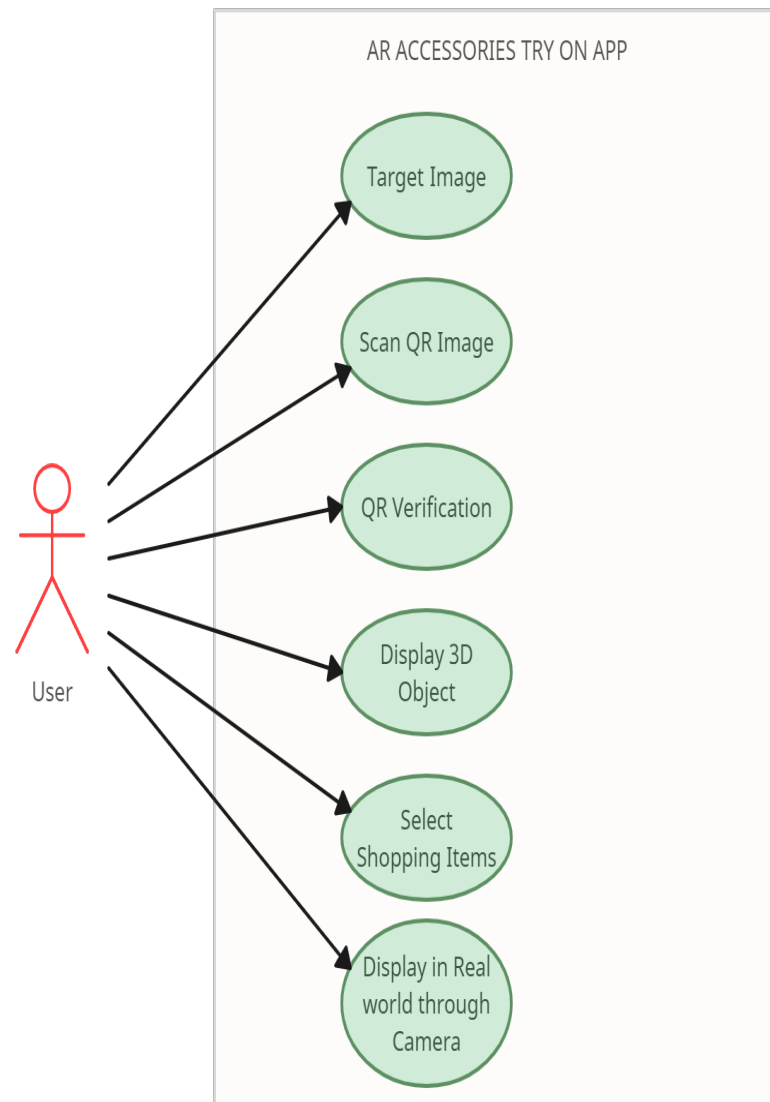 AR ACCESSORIES TRY ON APP
Target Image
Scan QR Image
QR Verification
Display 3D
Object
User
Select
Shopping Items
Display in Real
world through
Camera